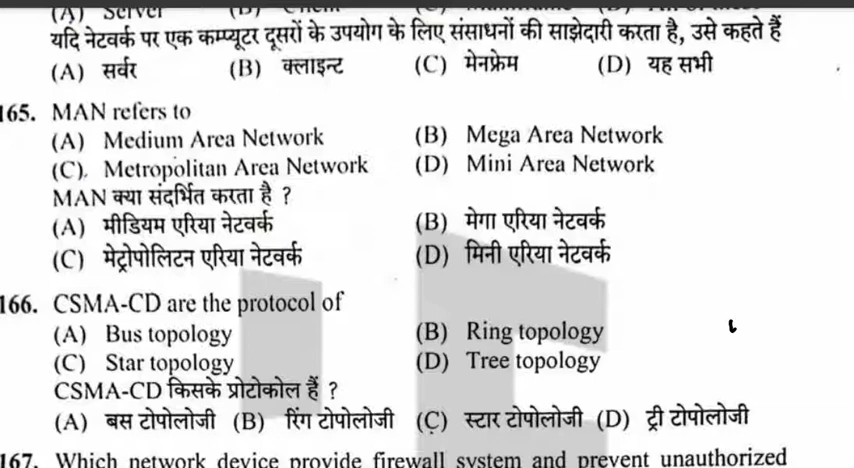 (A) Server (B) Client
यदि नेटवर्क पर एक कम्प्यूटर दूसरों के उपयोग के लिए संसाधनों की साझेदारी करता है, उसे कहते हैं
(A) सर्वर (B) क्लाइन्ट (C) मेनफ्रेम (D) यह सभी
165. MAN refers to
(A) Medium Area Network (B) Mega Area Network
(C) Metropolitan Area Network (D) Mini Area Network
MAN क्या संदर्भित करता है ?
(A) मीडियम एरिया नेटवर्क (B) मेगा एरिया नेटवर्क
(C) मेट्रोपोलिटन एरिया नेटवर्क (D) मिनी एरिया नेटवर्क
166. CSMA-CD are the protocol of
(A) Bus topology (B) Ring topology
(C) Star topology (D) Tree topology
CSMA-CD किसके प्रोटोकोल हैं ?
(A) बस टोपोलोजी (B) रिंग टोपोलोजी (C) स्टार टोपोलोजी (D) ट्री टोपोलोजी
167. Which network device provide firewall system and prevent unauthorized